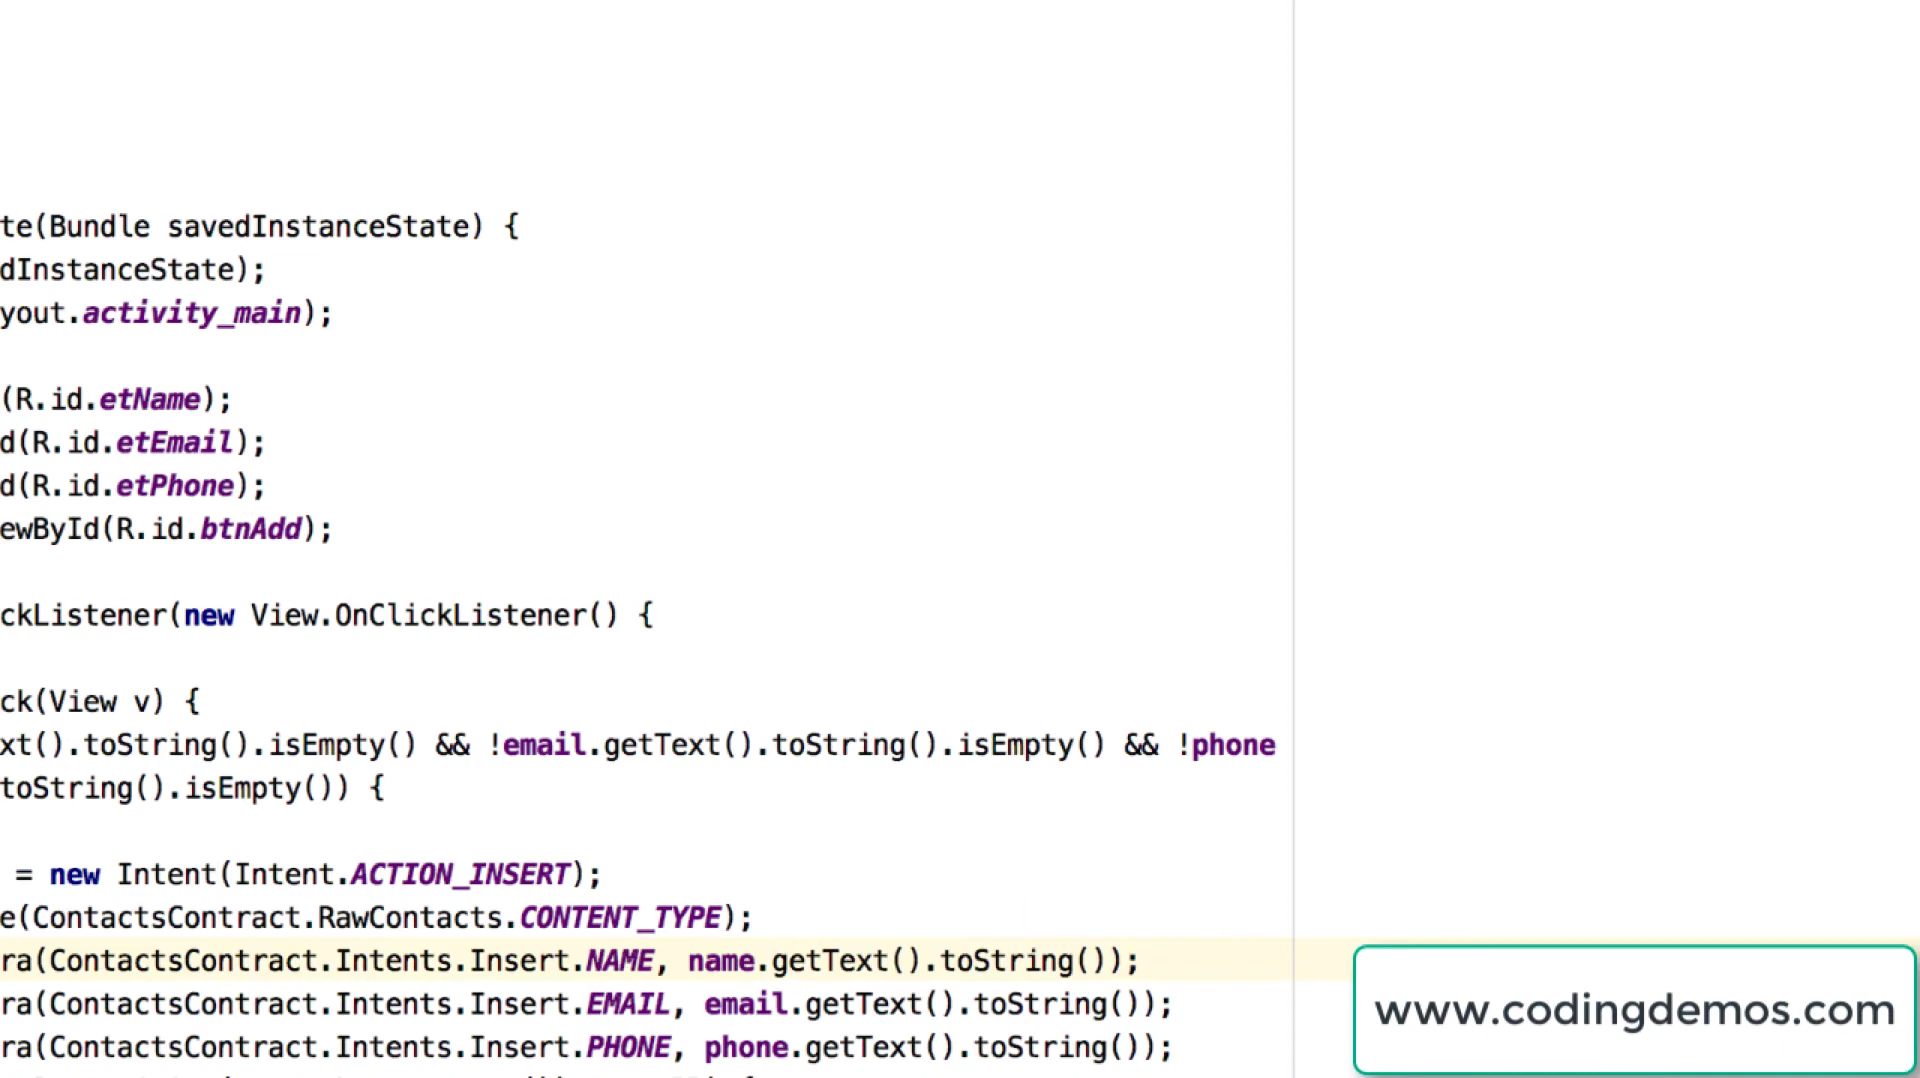 te(Bundle savedInstanceState) {
dInstanceState);
yout.activity_main);
(R.id.etName);
d(R.id.etEmail);
d(R.id.etPhone);
ewById(R.id.btnAdd);
ckListener(new View.OnClickListener() {
ck(View v) {
xt().toString().isEmpty() && !email.getText().toString().isEmpty() && !phone
toString().isEmpty()) {
= new Intent(Intent.ACTION_INSERT);
e(ContactsContract.RawContacts.CONTENT_TYPE);
ra(ContactsContract.Intents.Insert.NAME, name.getText().toString());
ra(ContactsContract.Intents.Insert.EMAIL, email.getText().toString());
ra(ContactsContract.Intents.Insert.PHONE, phone.getText().toString());
www.codingdemos.com